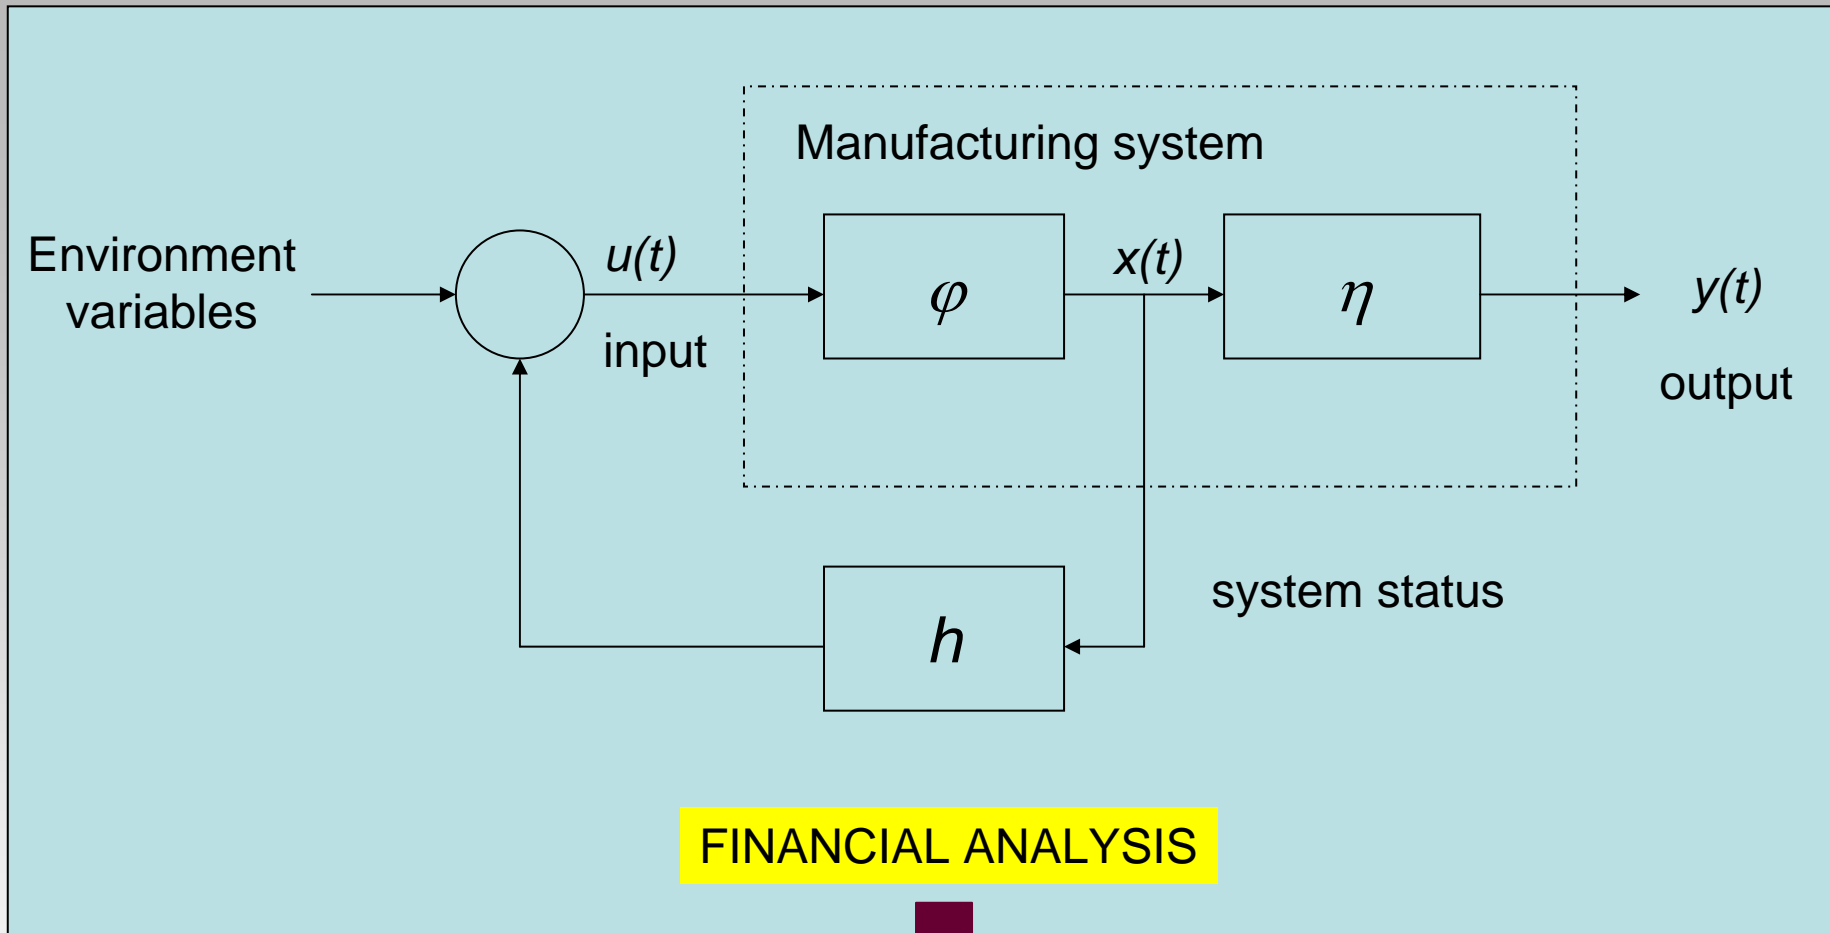 Manufacturing system
Environment
variables
u(t)
input
φ
x(t)
η
y(t)
output
h
system status
FINANCIAL ANALYSIS